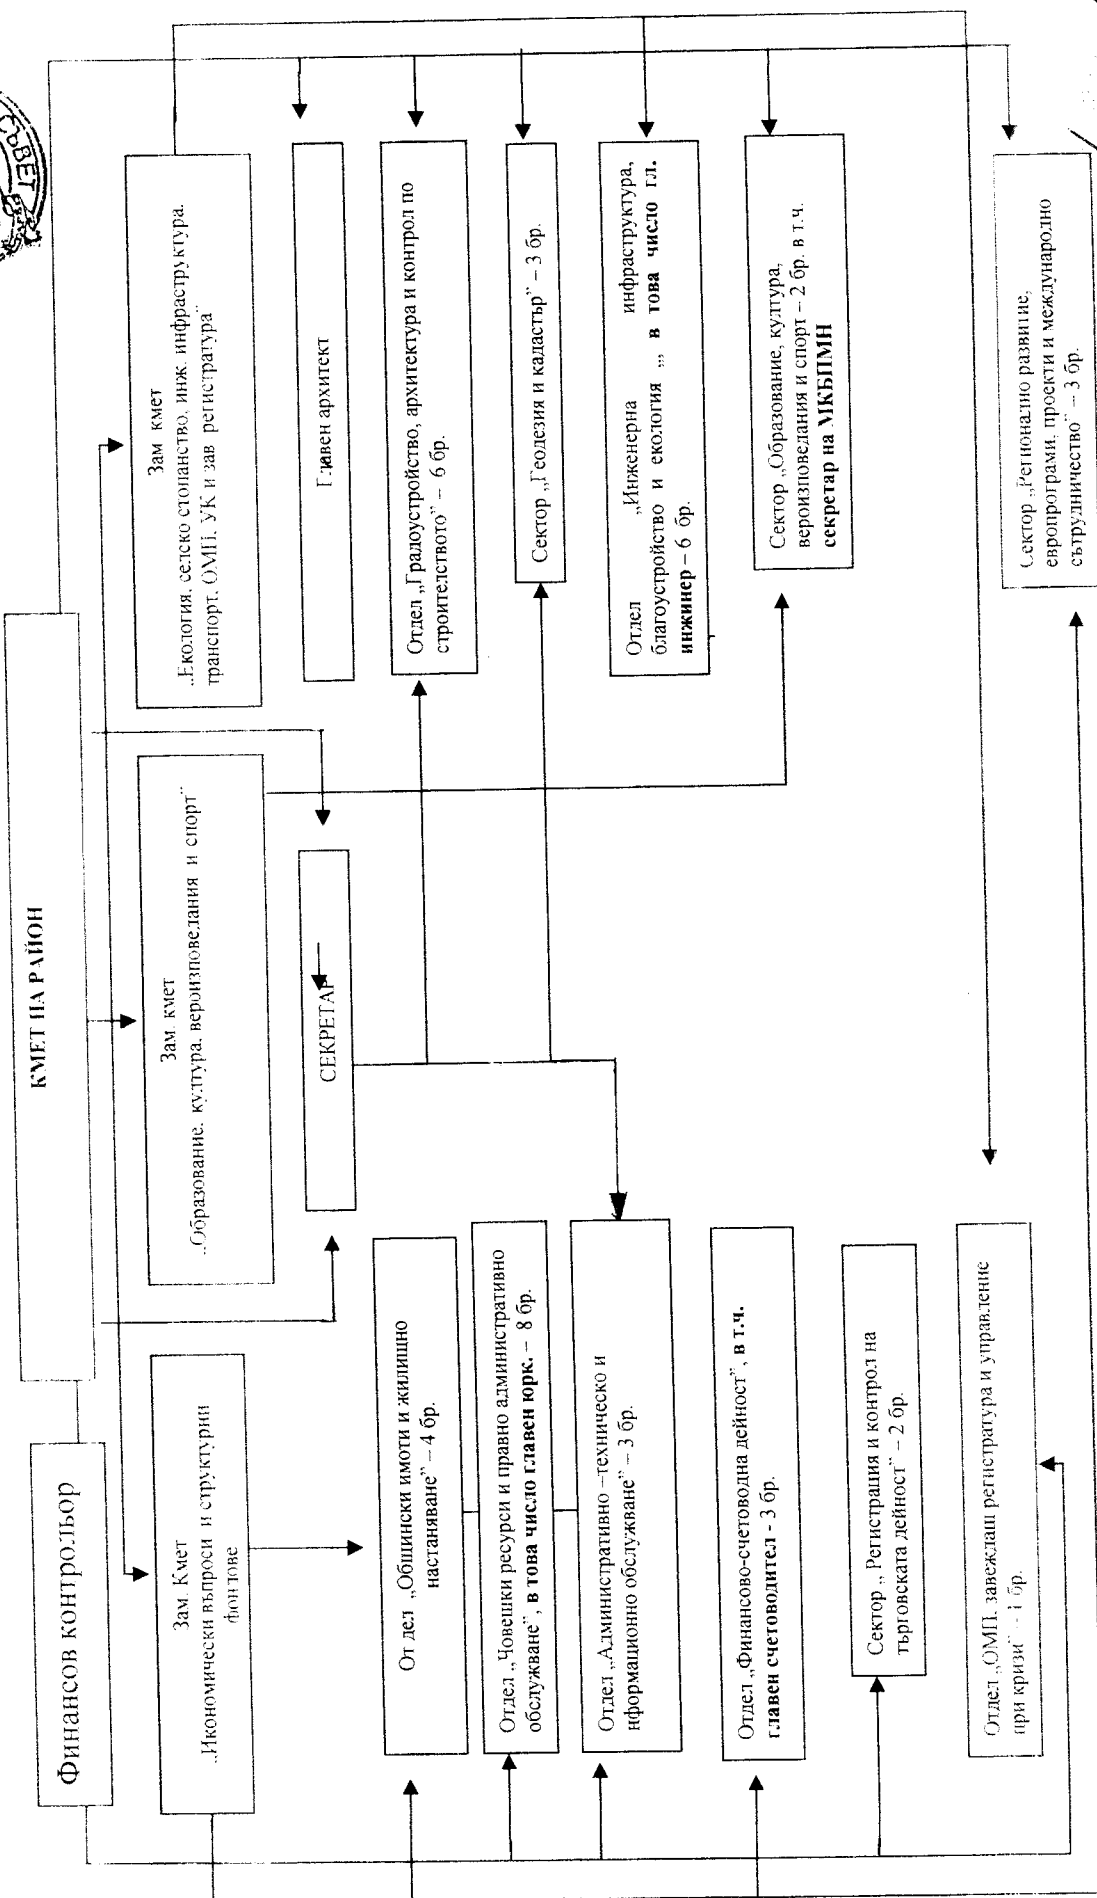 СЪВЕТ
КМЕТ НА РАЙОН
Финансов контрольор
Зам. Кмет
„Икономически въпроси и структурни
фондове
Зам. кмет
„Образование, култура, вероизповедания и спорт”
Зам кмет
„Екология, селско стопанство, инж. инфраструктура,
транспорт, ОМП, УК и зав регистратура”
СЕКРЕТАР
Главен архитект
От дел „Общински имоти и жилищно
настаняване” – 4 бр.
Отдел „Градоустройство, архитектура и контрол по
строителството” – 6 бр.
Отдел „Човешки ресурси и правно административно
обслужване”, в това число главен юрк. – 8 бр.
Сектор „Геодезия и кадастър” – 3 бр.
Отдел „Административно –техническо и
нформационно обслужване” – 3 бр.
Отдел „Инженерна инфраструктура,
благоустройство и екология „, в това число гл.
инжинер – 6 бр.
Отдел „Финансово-счетоводна дейност”, в т.ч.
главен счетоводител - 3 бр.
Сектор „Образование, култура,
вероизповедания и спорт – 2 бр. в т.ч.
секретар на МКБППМН
Сектор „ Регистрация и контрол на
търговската дейност” – 2 бр.
Отдел „ОМП, завеждащ регистратура и управление
при кризи” – 1 бр.
Сектор „Регионално развитие,
европрограми, проекти и международно
сътрудничество” – 3 бр.